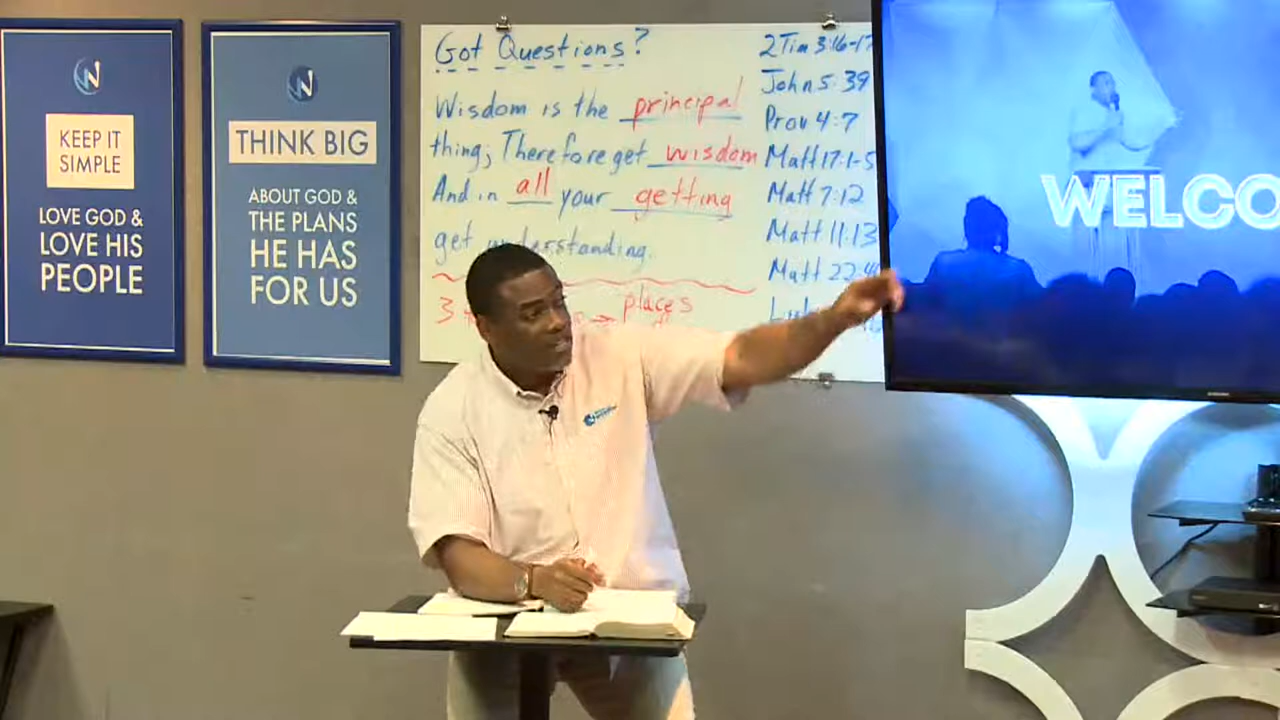 KEEP IT
SIMPLE
LOVE GOD &
LOVE HIS
PEOPLE
THINK BIG
ABOUT GOD &
THE PLANS
HE HAS
FOR US
Got Questions?
Wisdom is the principal
thing; Therefore get wisdom
And in all your getting
get understanding.
3
places
2 Tim 3:16-17
John 5:39
Prov 4:7
Matt 17:1-5
Matt 7:12
Matt 11:13
Matt 22:4
WELCO
SAMSUNG